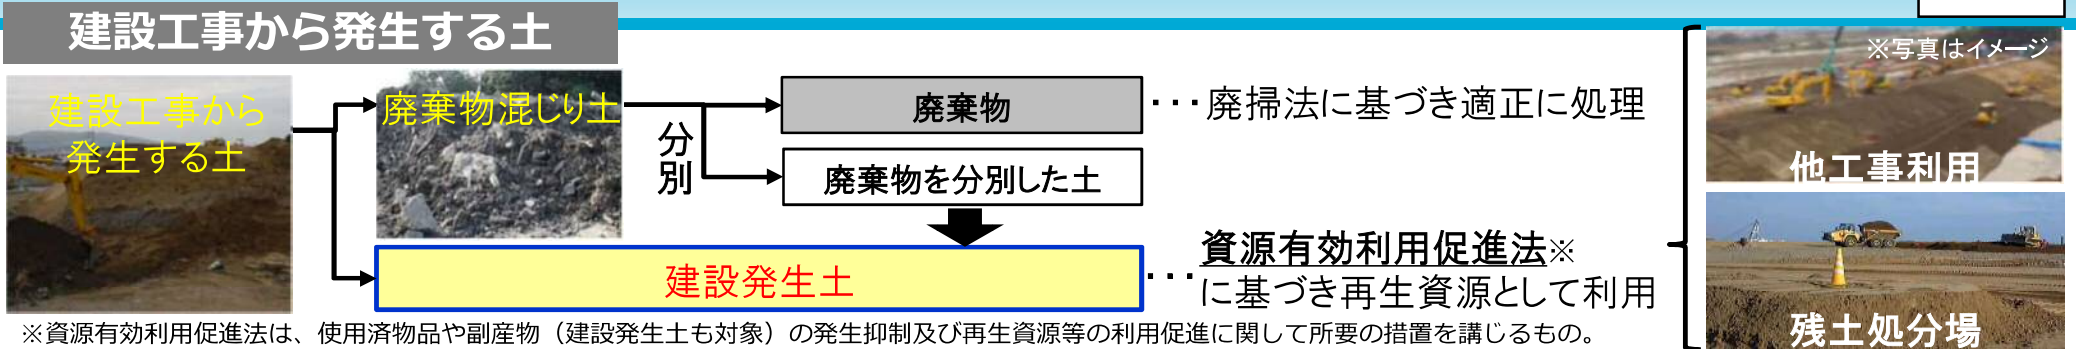 建設工事から発生する土
建設工事から
発生する土
廃棄物混じり土
分別
廃棄物
･･･廃掃法に基づき適正に処理
廃棄物を分別した土
建設発生土
･･･資源有効利用促進法※
に基づき再生資源として利用
※写真はイメージ
他工事利用
残土処分場
※資源有効利用促進法は、使用済物品や副産物（建設発生土も対象）の発生抑制及び再生資源等の利用促進に関して所要の措置を講じるもの。